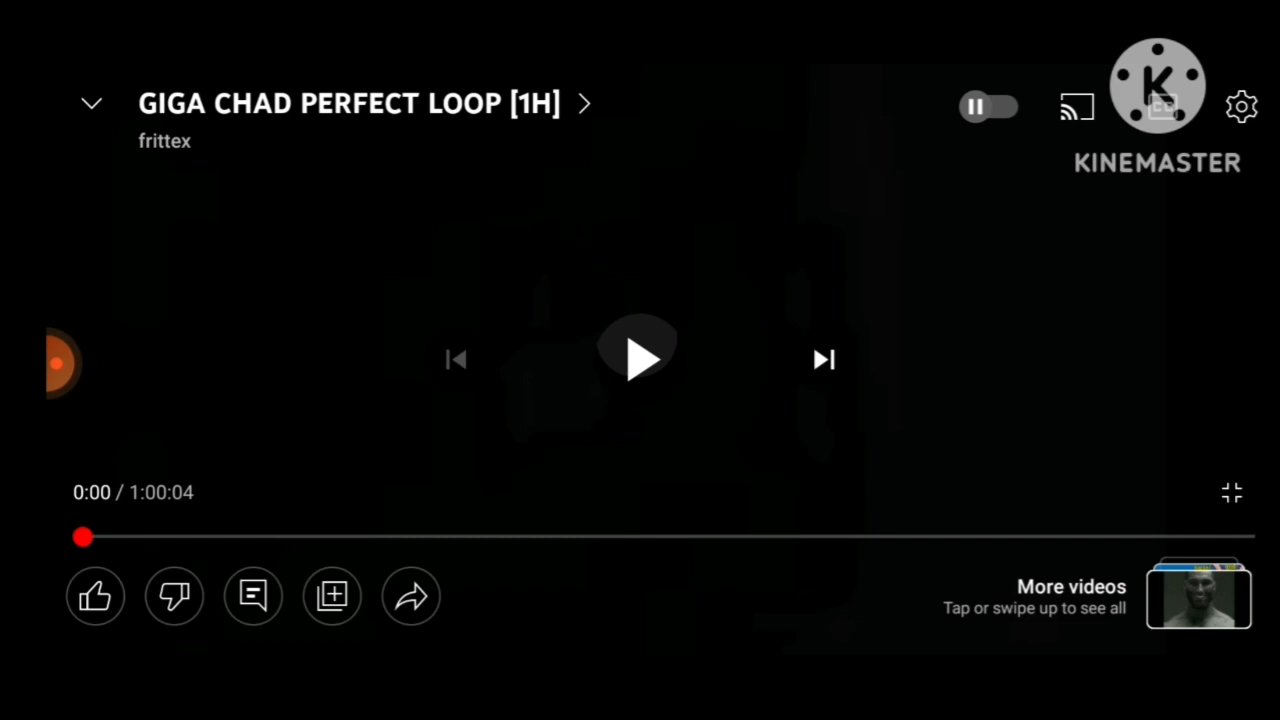 GIGA CHAD PERFECT LOOP [1H]
frittex
K
CC
KINEMASTER
0:00 / 1:00:04
More videos
Tap or swipe up to see all